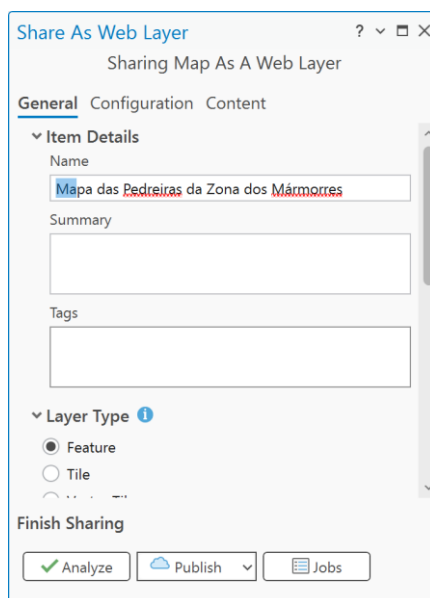 Share As Web Layer
Sharing Map As A Web Layer
General Configuration Content
Item Details
Name
Mapa das Pedreiras da Zona dos Mármorres
Summary
Tags
Layer Type
Feature
Tile
Finish Sharing
Analyze Publish Jobs